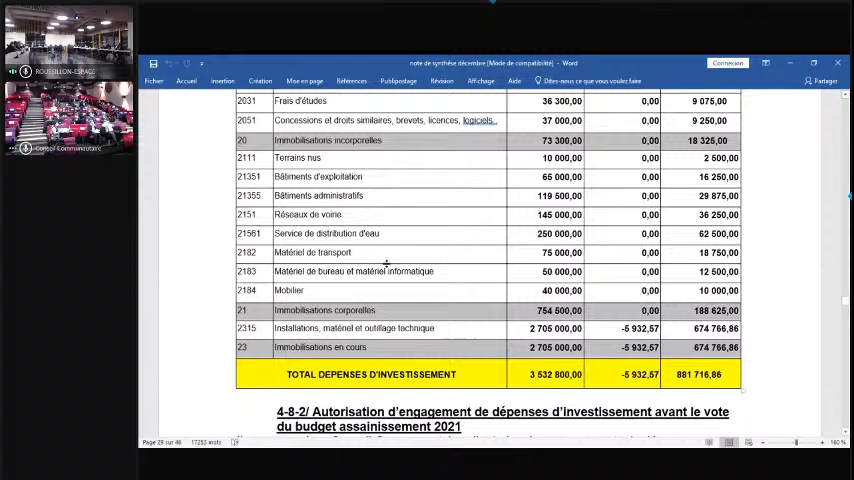 note de synthèse décembre [Mode de compatibilité] - Word
Connexion
Fichier Accueil Insertion Création Mise en page Références Publipostage Révision Affichage Aide Dites-nous ce que vous voulez faire Partager
ROUSSILLON-ESPACE
Conseil Communautaire
2031 Frais d'études 36 300,00 0,00 9 075,00
2051 Concessions et droits similaires, brevets, licences, logiciels.. 37 000,00 0,00 9 250,00
20 Immobilisations incorporelles 73 300,00 0,00 18 325,00
2111 Terrains nus 10 000,00 0,00 2 500,00
21351 Bâtiments d'exploitation 65 000,00 0,00 16 250,00
21355 Bâtiments administratifs 119 500,00 0,00 29 875,00
2151 Réseaux de voirie 145 000,00 0,00 36 250,00
21561 Service de distribution d'eau 250 000,00 0,00 62 500,00
2182 Matériel de transport 75 000,00 0,00 18 750,00
2183 Matériel de bureau et matériel informatique 50 000,00 0,00 12 500,00
2184 Mobilier 40 000,00 0,00 10 000,00
21 Immobilisations corporelles 754 500,00 0,00 188 625,00
2315 Installations, matériel et outillage technique 2 705 000,00 -5 932,57 674 766,86
23 Immobilisations en cours 2 705 000,00 -5 932,57 674 766,86
TOTAL DEPENSES D'INVESTISSEMENT 3 532 800,00 -5 932,57 881 716,86
4-8-2/ Autorisation d'engagement de dépenses d'investissement avant le vote
du budget assainissement 2021
Page 29 sur 46 17253 mots 160 %